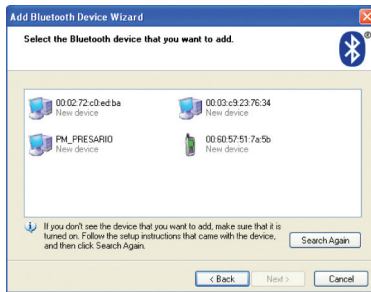 Add Bluetooth Device Wizard
Select the Bluetooth device that you want to add.
®
00:02:72:c0:ed:ba
New device
00:03:c9:23:76:34
New device
PM_PRESARIO
New device
00:60:57:51:7a:5b
New device
If you don't see the device that you want to add, make sure that it is
turned on. Follow the setup instructions that came with the device,
and then click Search Again.
Search Again
< Back
Next >
Cancel